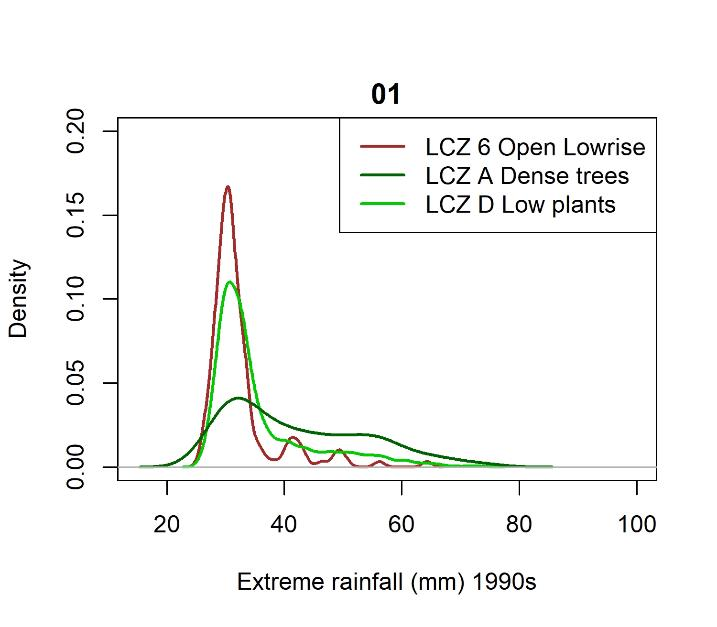 01
LCZ 6 Open Lowrise
LCZ A Dense trees
LCZ D Low plants
Density
0.20
0.15
0.10
0.05
0.00
20 40 60 80 100
Extreme rainfall (mm) 1990s